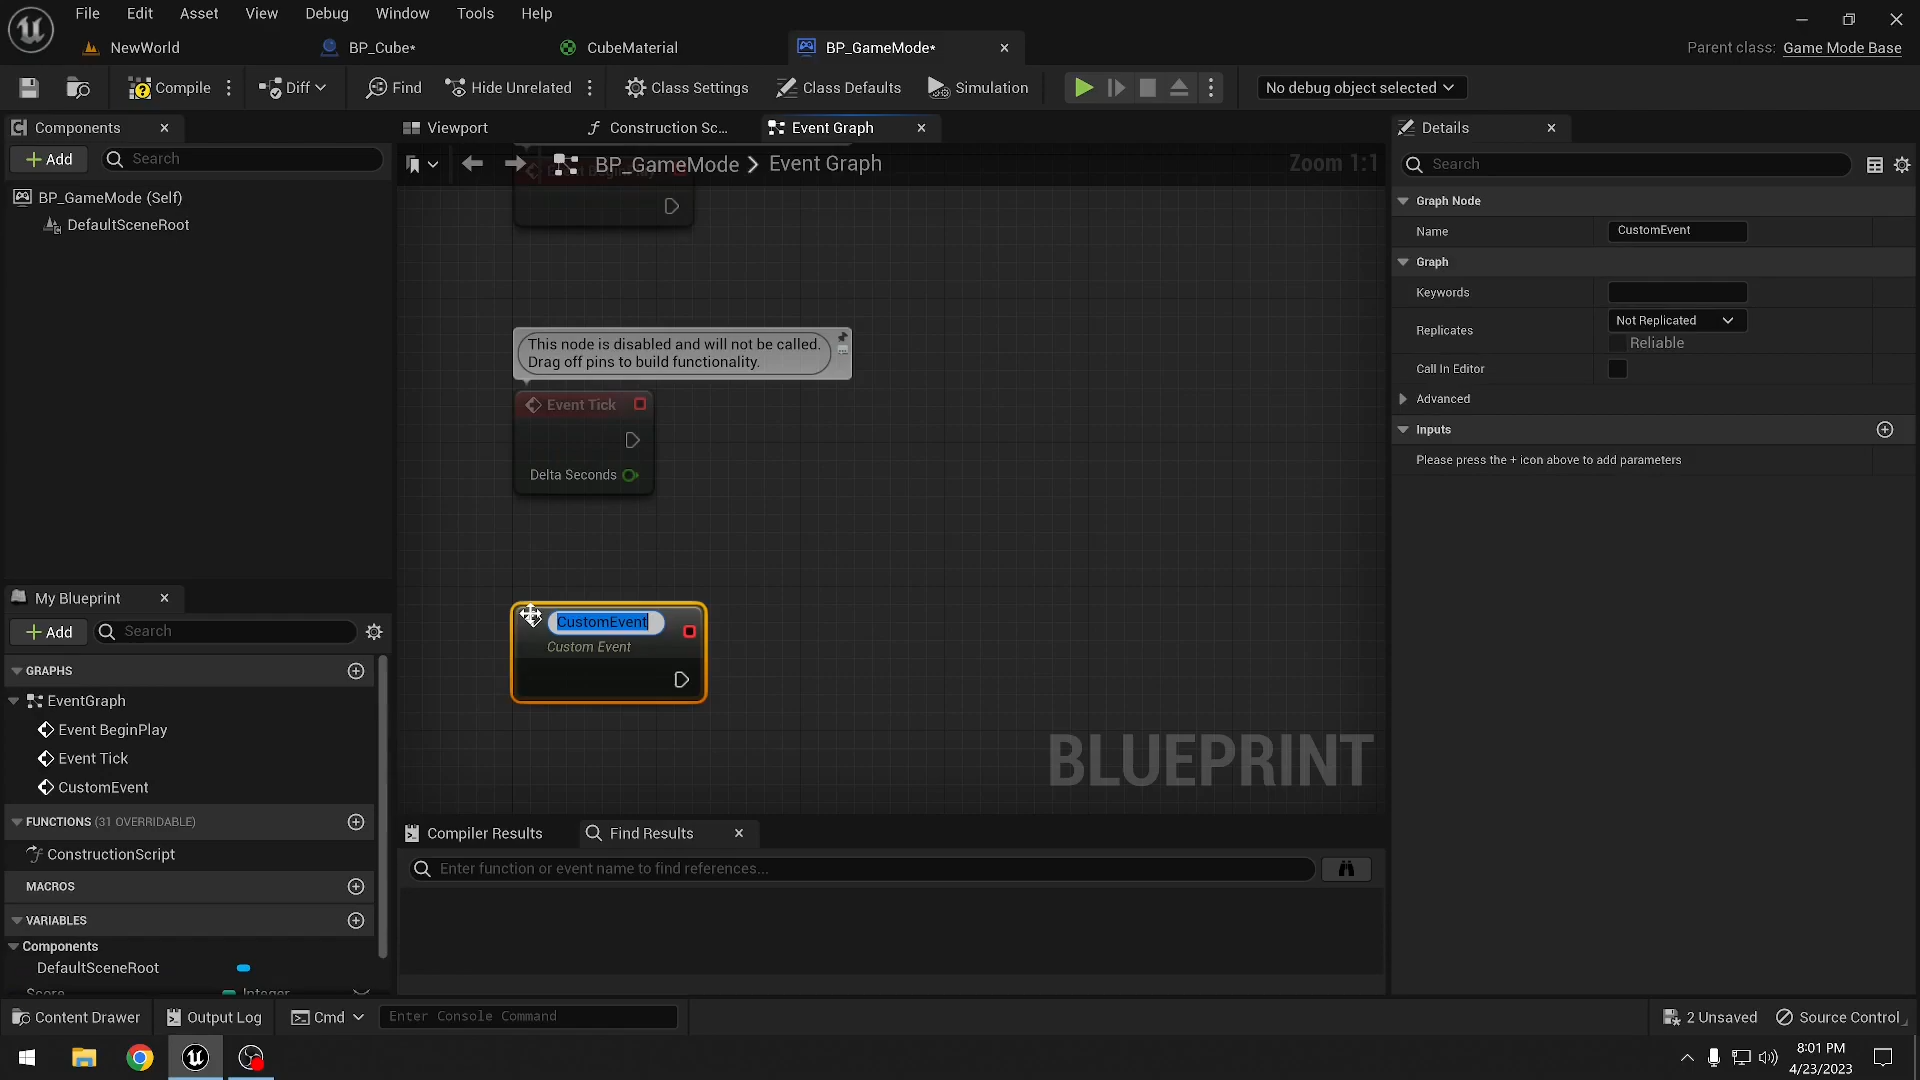 File Edit Asset View Debug Window Tools Help
NewWorld BP_Cube* CubeMaterial BP_GameMode* Parent class: Game Mode Base
Compile Diff Find Hide Unrelated Class Settings Class Defaults Simulation No debug object selected
Components
Add Search
BP_GameMode (Self)
DefaultSceneRoot
Viewport Construction Sc... Event Graph
BP_GameMode > Event Graph Zoom 1:1
This node is disabled and will not be called.
Drag off pins to build functionality.
Event Tick
Delta Seconds
CustomEvent
Custom Event
BLUEPRINT
Details
Search
Graph Node
Name CustomEvent
Graph
Keywords
Replicates Not Replicated
Reliable
Call In Editor
Advanced
Inputs
Please press the + icon above to add parameters
My Blueprint
Add Search
GRAPHS
EventGraph
Event BeginPlay
Event Tick
CustomEvent
FUNCTIONS (31 OVERRIDABLE)
ConstructionScript
MACROS
VARIABLES
Components
DefaultSceneRoot
Score Integer
Compiler Results Find Results
Enter function or event name to find references...
Content Drawer Output Log Cmd Enter Console Command 2 Unsaved Source Control
8:01 PM
4/23/2023